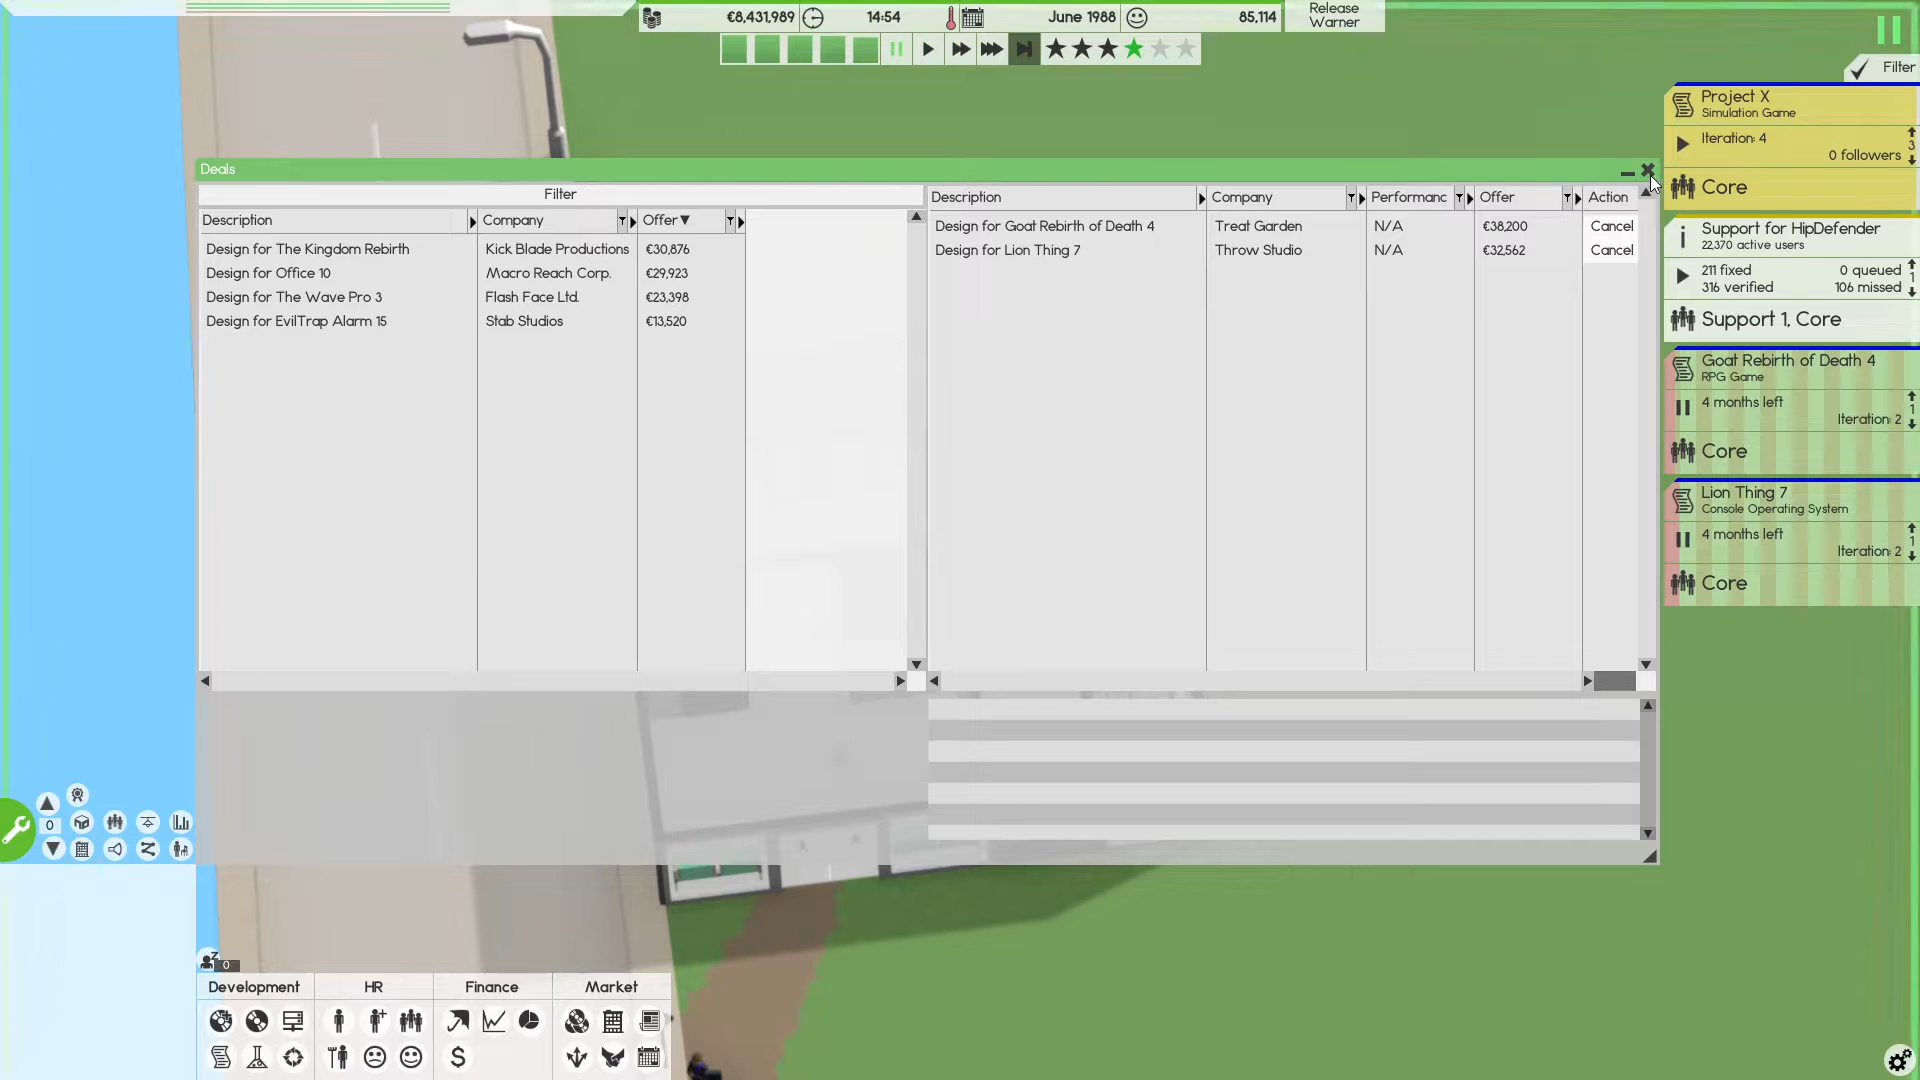 €8,431,989
14:54
June 1988
85,114
Release
Warner
Filter
Project X
Simulation Game
Iteration: 4
3
0 followers
Core
Support for HipDefender
22,370 active users
211 fixed
0 queued
316 verified
106 missed
1
Support 1, Core
Goat Rebirth of Death 4
RPG Game
4 months left
1
Iteration: 2
Core
Lion Thing 7
Console Operating System
4 months left
1
Iteration: 2
Core
Deals
Filter
Description Company Offer▼
Design for The Kingdom Rebirth Kick Blade Productions €30,876
Design for Office 10 Macro Reach Corp. €29,923
Design for The Wave Pro 3 Flash Face Ltd. €23,398
Design for EvilTrap Alarm 15 Stab Studios €13,520
Description Company Performanc Offer Action
Design for Goat Rebirth of Death 4 Treat Garden N/A €38,200 Cancel
Design for Lion Thing 7 Throw Studio N/A €32,562 Cancel
0
z
0
Development HR Finance Market